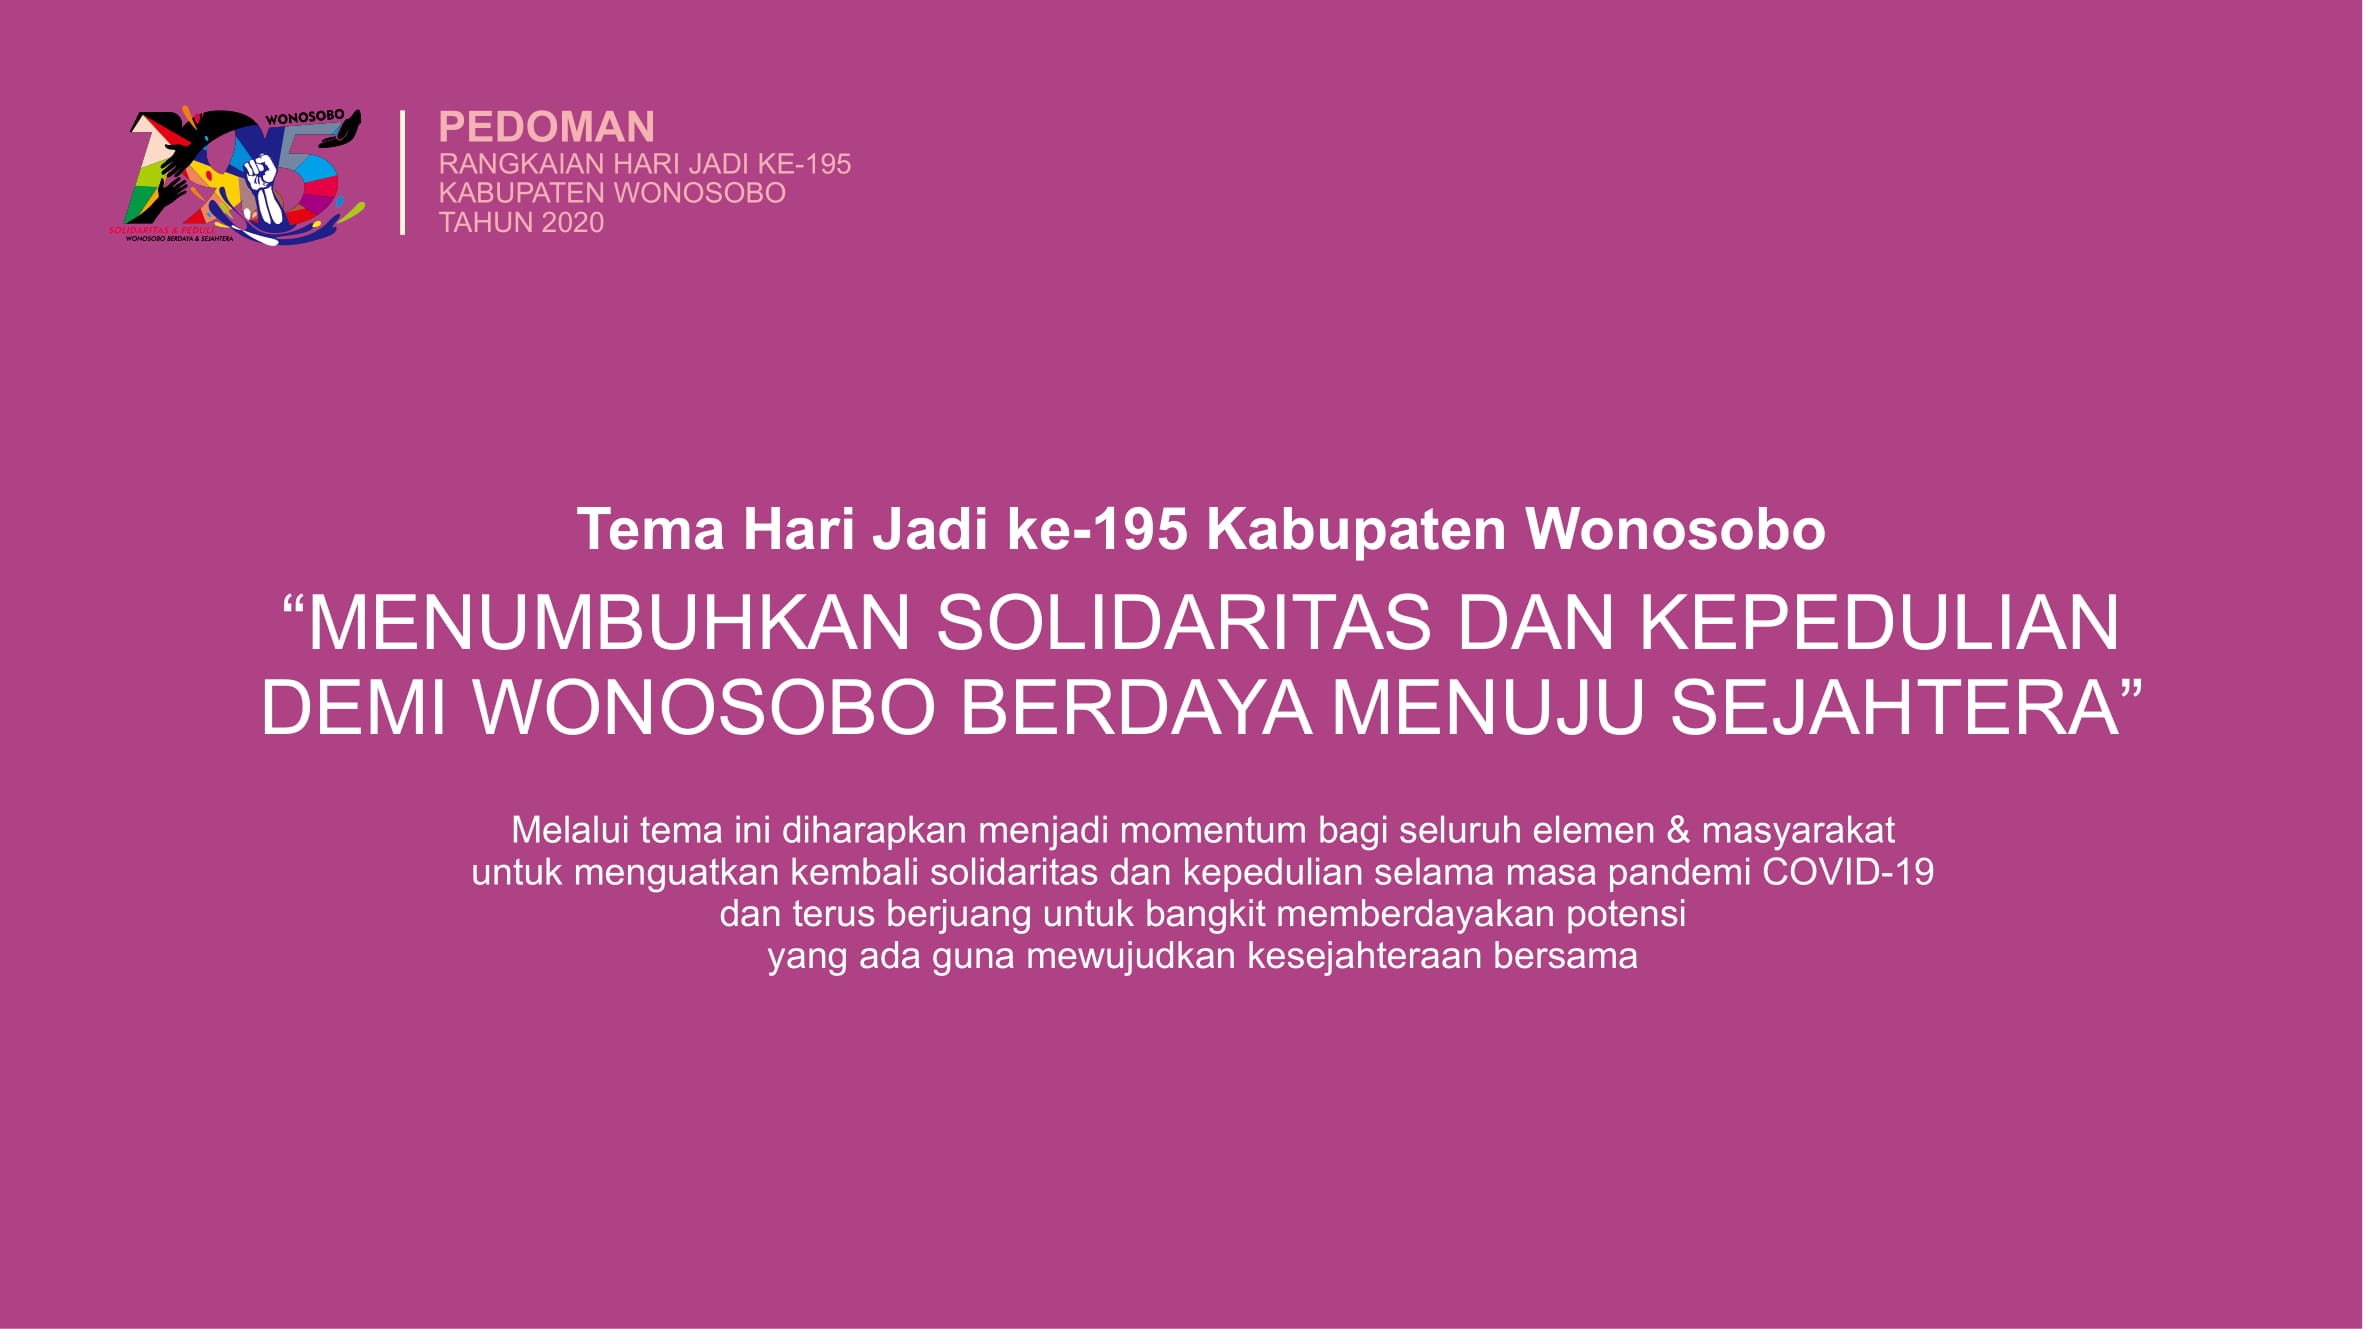 WONOSOBO
SOLIDARITAS & PEDULI
WONOSOBO BERDAYA & SEJAHTERA
PEDOMAN
RANGKAIAN HARI JADI KE-195
KABUPATEN WONOSOBO
TAHUN 2020
Tema Hari Jadi ke-195 Kabupaten Wonosobo
“MENUMBUHKAN SOLIDARITAS DAN KEPEDULIAN
DEMI WONOSOBO BERDAYA MENUJU SEJAHTERA”
Melalui tema ini diharapkan menjadi momentum bagi seluruh elemen & masyarakat
untuk menguatkan kembali solidaritas dan kepedulian selama masa pandemi COVID-19
dan terus berjuang untuk bangkit memberdayakan potensi
yang ada guna mewujudkan kesejahteraan bersama